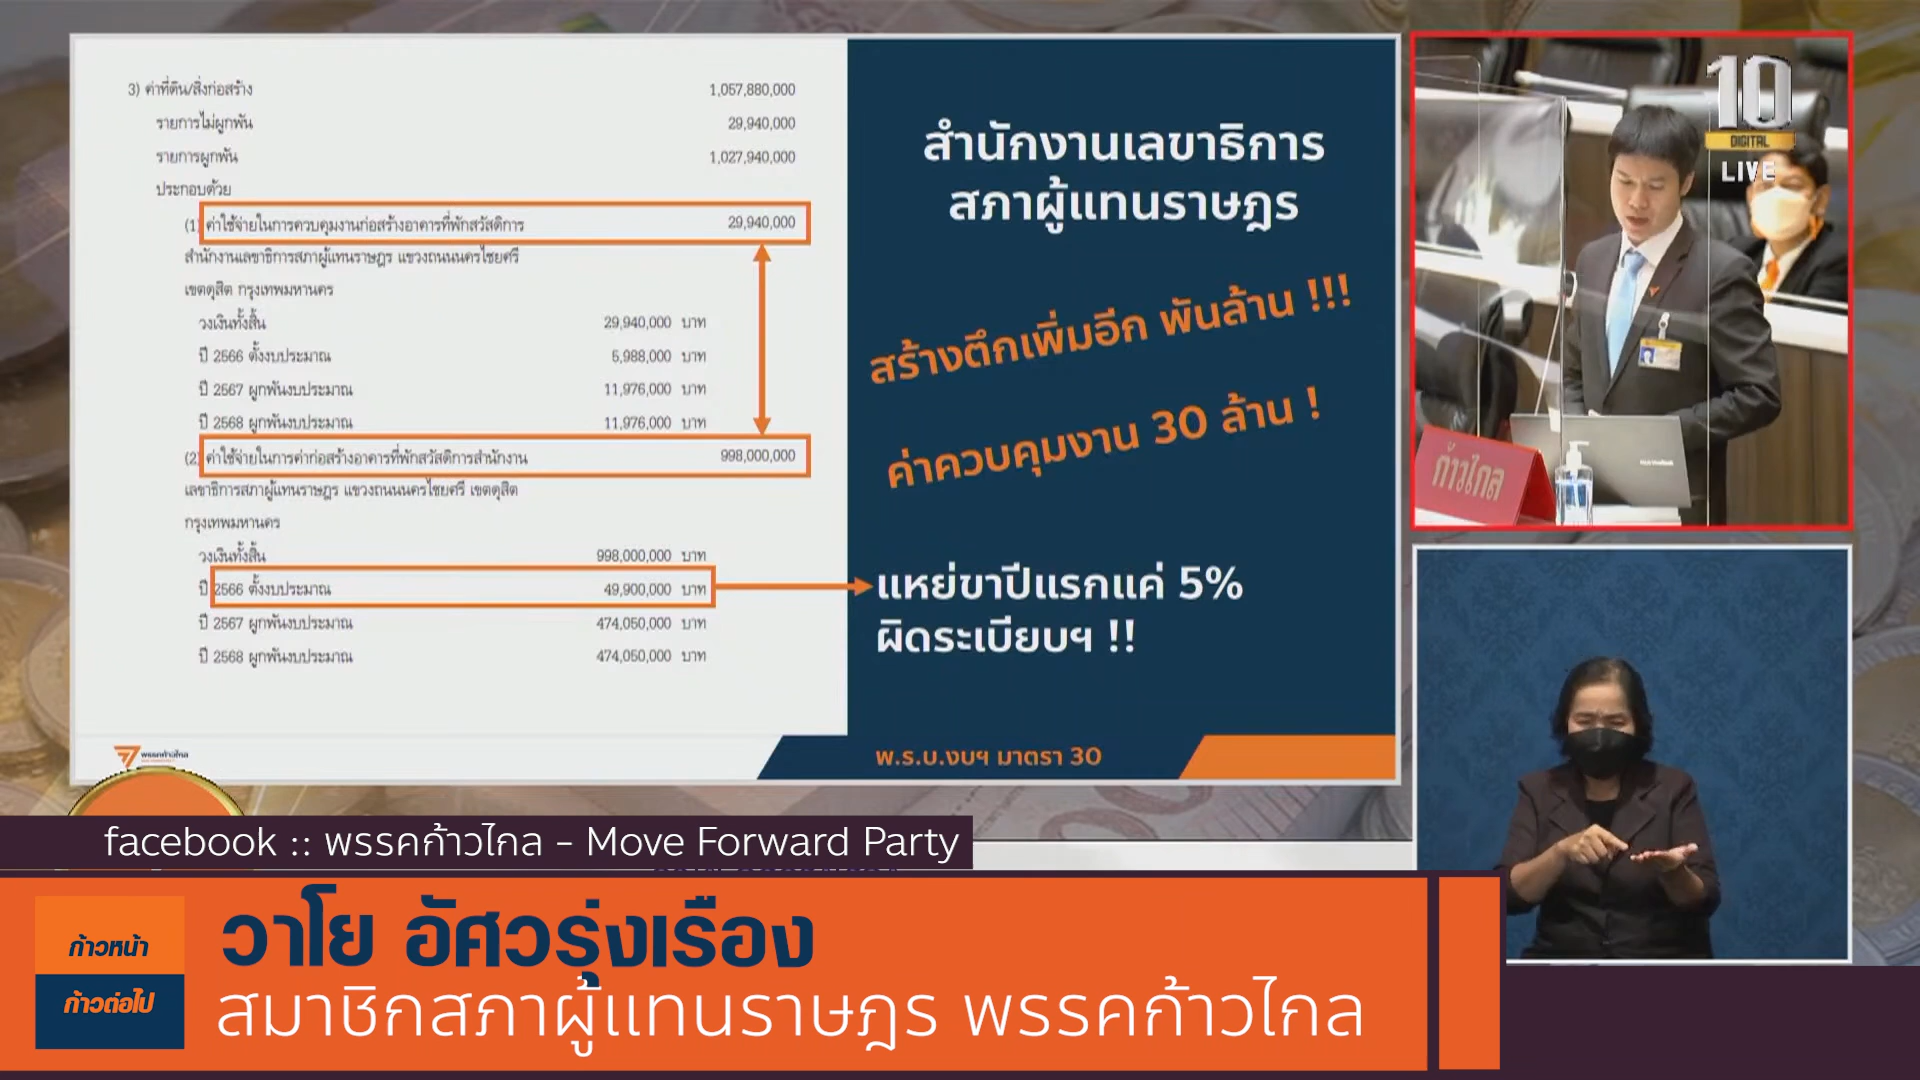 3) ค่าที่ดิน/สิ่งก่อสร้าง 1,057,880,000
รายการไม่ผูกพัน 29,940,000
รายการผูกพัน 1,027,940,000
ประกอบด้วย
(1) ค่าใช้จ่ายในการควบคุมงานก่อสร้างอาคารที่พักสวัสดิการ 29,940,000
สำนักงานเลขาธิการสภาผู้แทนราษฎร แขวงถนนนครไชยศรี
เขตดุสิต กรุงเทพมหานคร
วงเงินทั้งสิ้น 29,940,000 บาท
ปี 2566 ตั้งงบประมาณ 5,988,000 บาท
ปี 2567 ผูกพันงบประมาณ 11,976,000 บาท
ปี 2568 ผูกพันงบประมาณ 11,976,000 บาท
(2) ค่าใช้จ่ายในการค่าก่อสร้างอาคารที่พักสวัสดิการสำนักงาน 998,000,000
เลขาธิการสภาผู้แทนราษฎร แขวงถนนนครไชยศรี เขตดุสิต
กรุงเทพมหานคร
วงเงินทั้งสิ้น 998,000,000 บาท
ปี 2566 ตั้งงบประมาณ 49,900,000 บาท
ปี 2567 ผูกพันงบประมาณ 474,050,000 บาท
ปี 2568 ผูกพันงบประมาณ 474,050,000 บาท
พรรคก้าวไกล
สำนักงานเลขาธิการ
สภาผู้แทนราษฎร
สร้างตึกเพิ่มอีก พันล้าน !!!
ค่าควบคุมงาน 30 ล้าน !
แหย่ขาปีแรกแค่ 5%
ผิดระเบียบฯ !!
พ.ร.บ.งบฯ มาตรา 30
10
DIGITAL
LIVE
ก้าวไกล
facebook :: พรรคก้าวไกล - Move Forward Party
ก้าวหน้า
ก้าวต่อไป
วาโย อัศวรุ่งเรือง
สมาชิกสภาผู้แทนราษฎร พรรคก้าวไกล